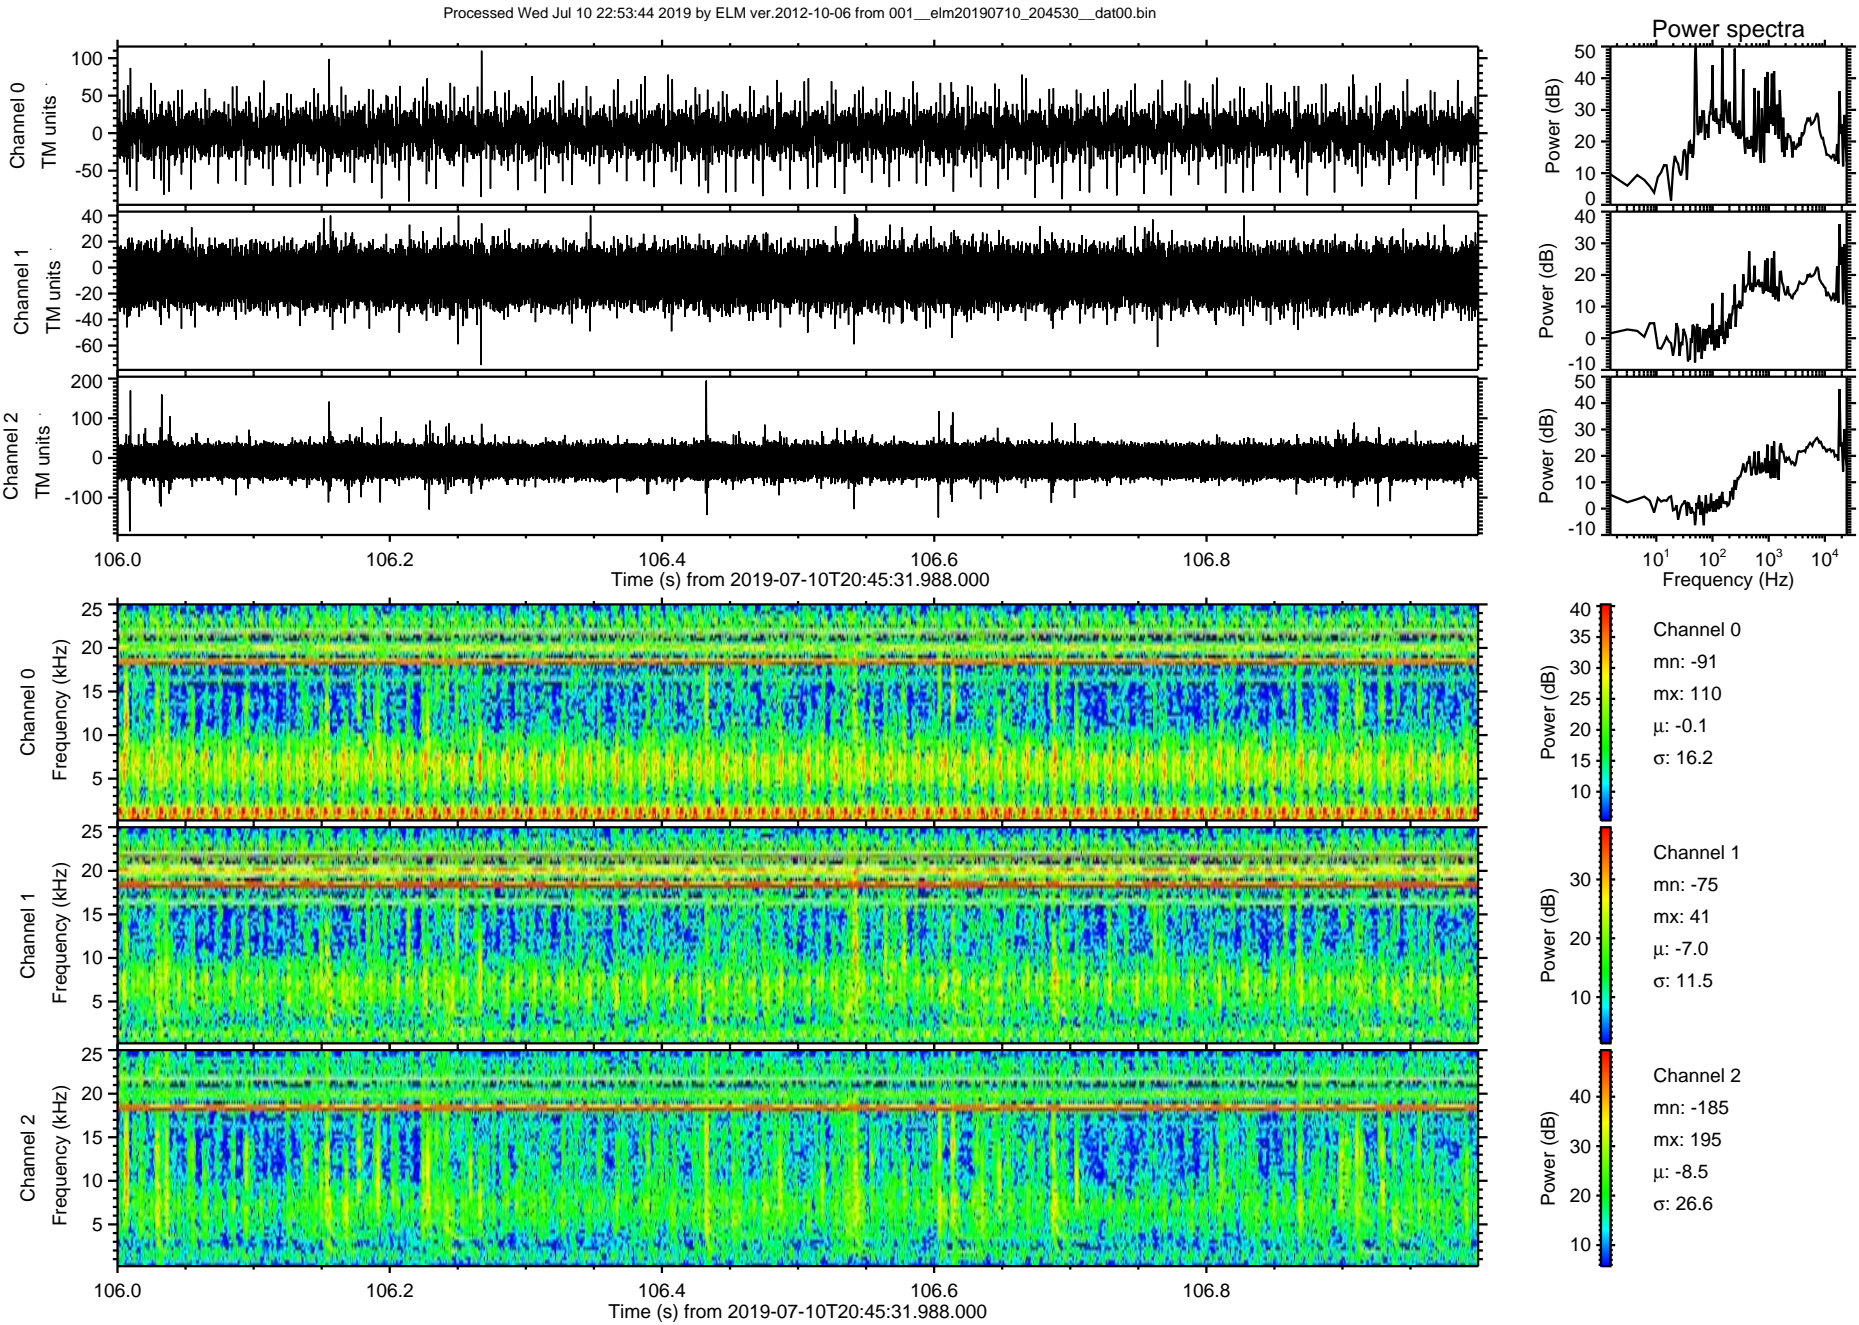 Processed Wed Jul 10 22:53:44 2019 by ELM ver.2012-10-06 from 001__elm20190710_204530__dat00.bin
Power spectra
Channel 0
TM units
100
50
0
-50
Power (dB)
50
40
30
20
10
0
Channel 1
TM units
40
20
0
-20
-40
-60
Power (dB)
40
30
20
10
0
-10
Channel 2
TM units
200
100
0
-100
Power (dB)
50
40
30
20
10
0
-10
106.0 106.2 106.4 106.6 106.8
Time (s) from 2019-07-10T20:45:31.988.000
10^1 10^2 10^3 10^4
Frequency (Hz)
Channel 0
Frequency (kHz)
25
20
15
10
5
Power (dB)
40
35
30
25
20
15
10
Channel 0
mn: -91
mx: 110
µ: -0.1
σ: 16.2
Channel 1
Frequency (kHz)
25
20
15
10
5
Power (dB)
30
20
10
Channel 1
mn: -75
mx: 41
µ: -7.0
σ: 11.5
Channel 2
Frequency (kHz)
25
20
15
10
5
Power (dB)
40
30
20
10
Channel 2
mn: -185
mx: 195
µ: -8.5
σ: 26.6
106.0 106.2 106.4 106.6 106.8
Time (s) from 2019-07-10T20:45:31.988.000